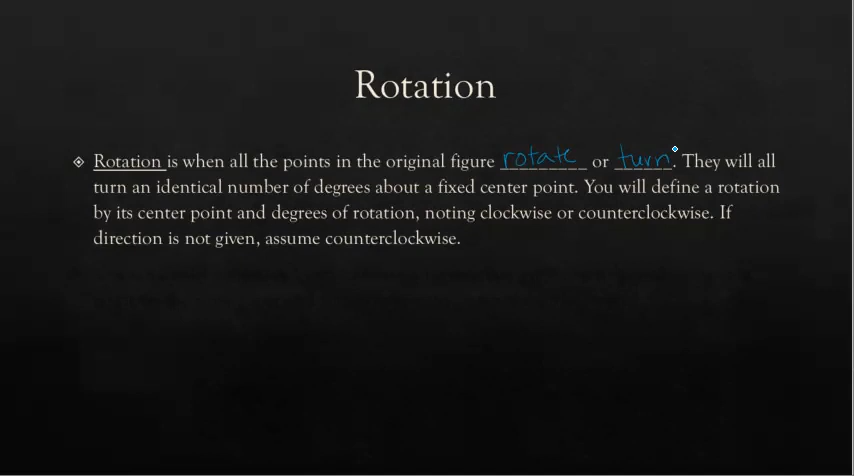 Rotation
Rotation is when all the points in the original figure rotate or turn. They will all
turn an identical number of degrees about a fixed center point. You will define a rotation
by its center point and degrees of rotation, noting clockwise or counterclockwise. If
direction is not given, assume counterclockwise.